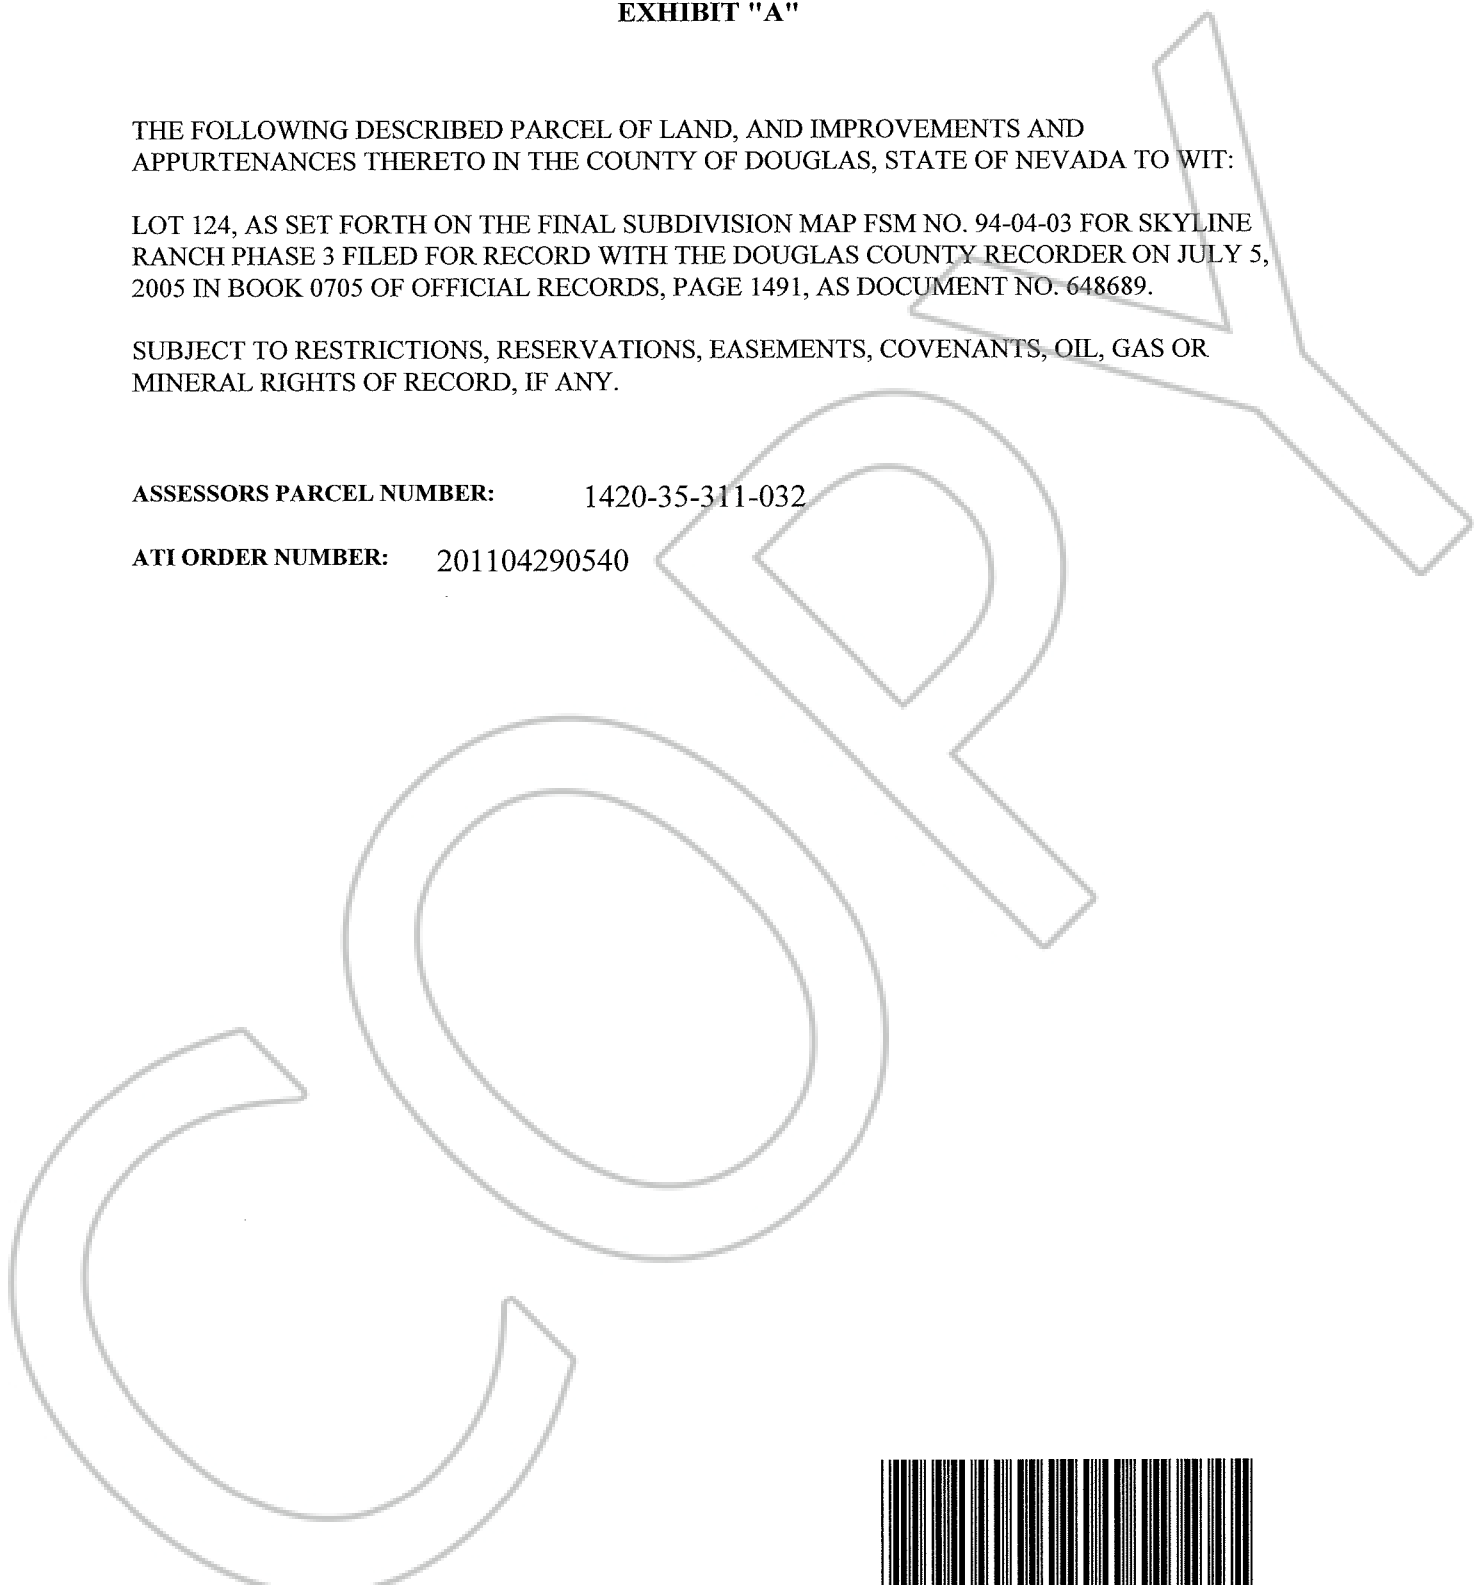 EXHIBIT "A"
THE FOLLOWING DESCRIBED PARCEL OF LAND, AND IMPROVEMENTS AND
APPURTENANCES THERETO IN THE COUNTY OF DOUGLAS, STATE OF NEVADA TO WIT:
LOT 124, AS SET FORTH ON THE FINAL SUBDIVISION MAP FSM NO. 94-04-03 FOR SKYLINE
RANCH PHASE 3 FILED FOR RECORD WITH THE DOUGLAS COUNTY RECORDER ON JULY 5,
2005 IN BOOK 0705 OF OFFICIAL RECORDS, PAGE 1491, AS DOCUMENT NO. 648689.
SUBJECT TO RESTRICTIONS, RESERVATIONS, EASEMENTS, COVENANTS, OIL, GAS OR
MINERAL RIGHTS OF RECORD, IF ANY.
ASSESSORS PARCEL NUMBER: 1420-35-311-032
ATI ORDER NUMBER: 201104290540
COPY